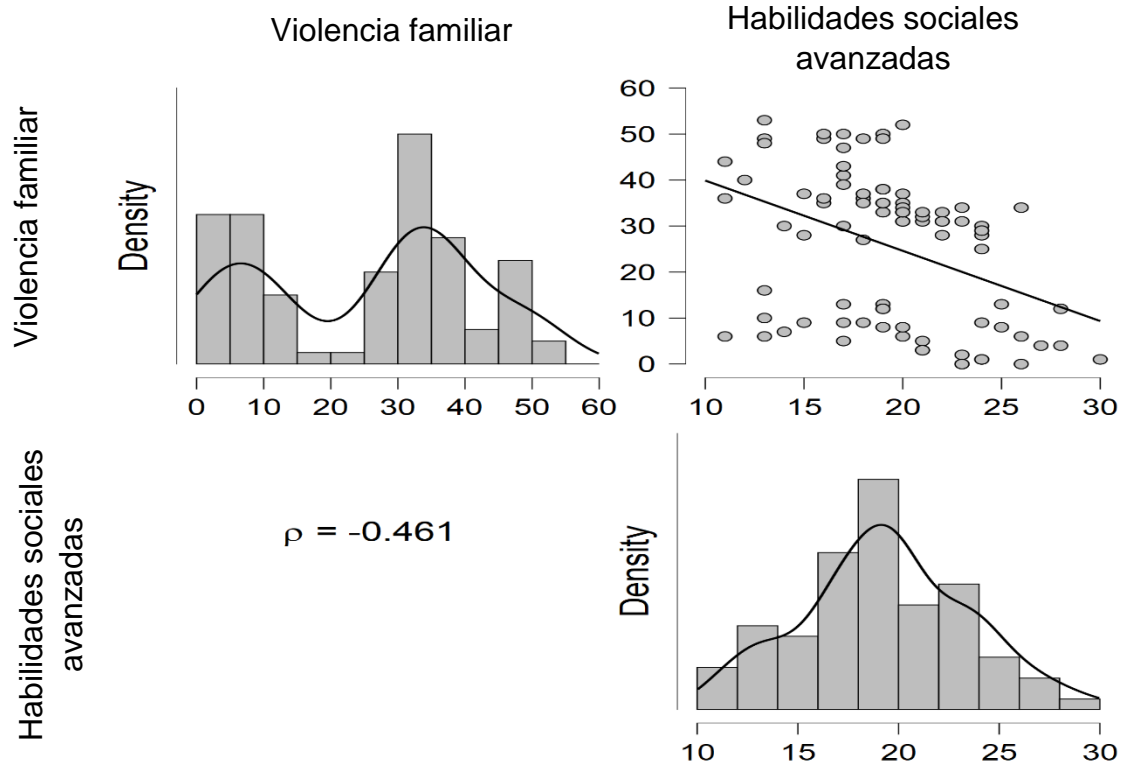 Violencia familiar
Habilidades sociales
avanzadas
Violencia familiar
Density
0 10 20 30 40 50 60
60
50
40
30
20
10
0
10 15 20 25 30
Habilidades sociales
avanzadas
ρ = -0.461
Density
10 15 20 25 30